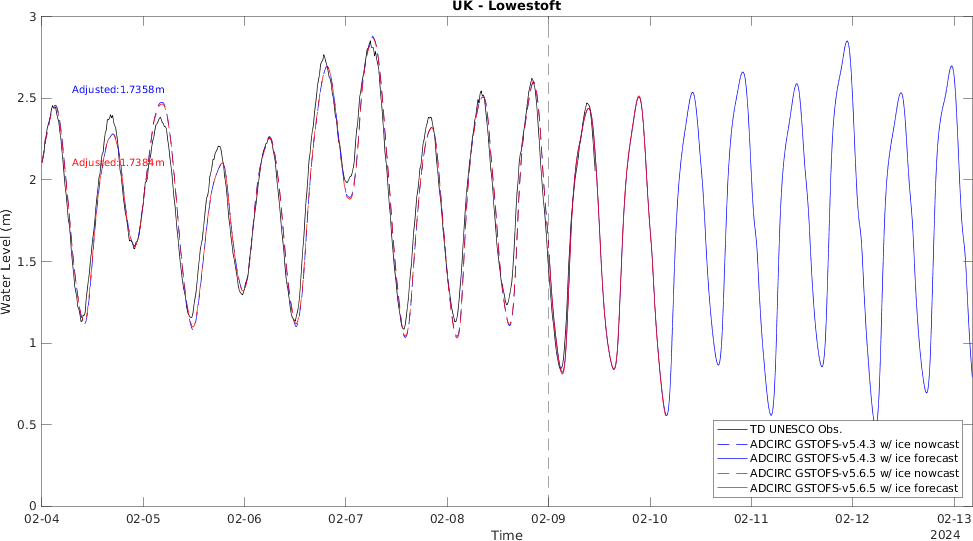 UK - Lowestoft
3
2.5
2
1.5
1
0.5
0
Water Level (m)
Adjusted:1.7358m
Adjusted:1.7384m
TD UNESCO Obs.
ADCIRC GSTOFS-v5.4.3 w/ ice nowcast
ADCIRC GSTOFS-v5.4.3 w/ ice forecast
ADCIRC GSTOFS-v5.6.5 w/ ice nowcast
ADCIRC GSTOFS-v5.6.5 w/ ice forecast
02-04 02-05 02-06 02-07 02-08 02-09 02-10 02-11 02-12 02-13
Time
2024